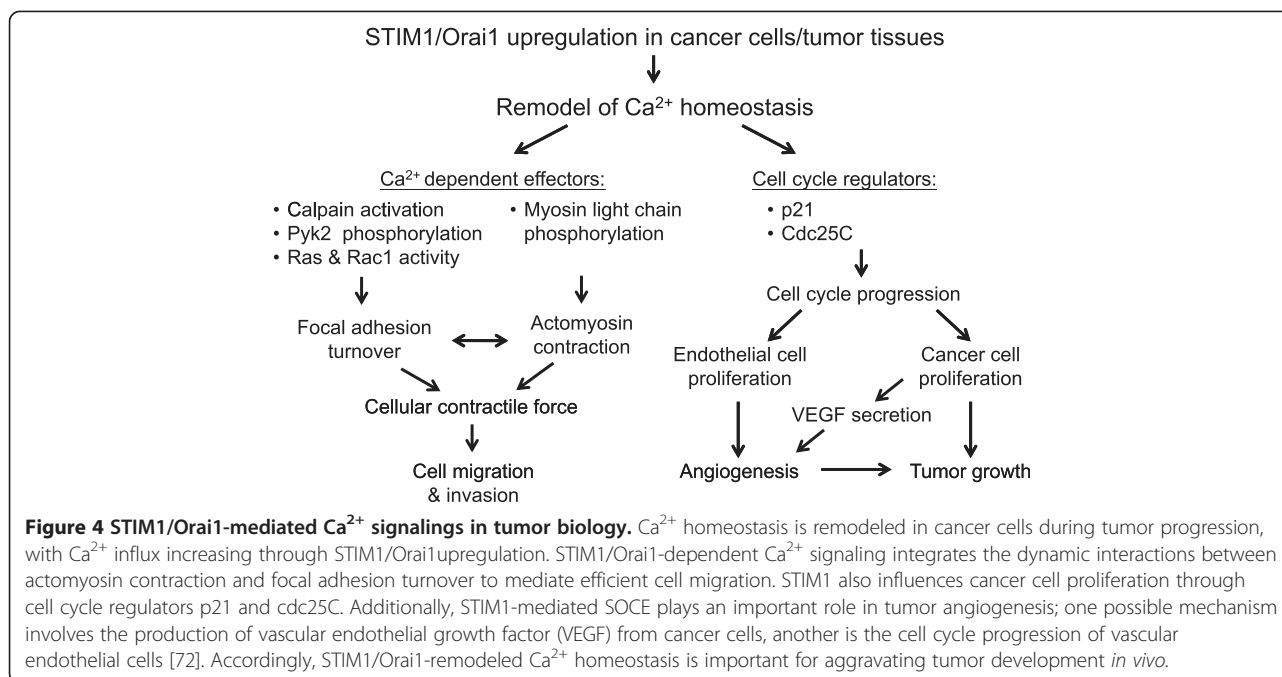 STIM1/Orai1 upregulation in cancer cells/tumor tissues
Remodel of Ca²⁺ homeostasis
Ca²⁺ dependent effectors:
• Calpain activation
• Pyk2 phosphorylation
• Ras & Rac1 activity
• Myosin light chain
phosphorylation
Focal adhesion
turnover
Actomyosin
contraction
Cellular contractile force
Cell migration
& invasion
Cell cycle regulators:
• p21
• Cdc25C
Cell cycle progression
Endothelial cell
proliferation
Cancer cell
proliferation
VEGF secretion
Angiogenesis
Tumor growth
Figure 4 STIM1/Orai1-mediated Ca²⁺ signalings in tumor biology. Ca²⁺ homeostasis is remodeled in cancer cells during tumor progression,
with Ca²⁺ influx increasing through STIM1/Orai1upregulation. STIM1/Orai1-dependent Ca²⁺ signaling integrates the dynamic interactions between
actomyosin contraction and focal adhesion turnover to mediate efficient cell migration. STIM1 also influences cancer cell proliferation through
cell cycle regulators p21 and cdc25C. Additionally, STIM1-mediated SOCE plays an important role in tumor angiogenesis; one possible mechanism
involves the production of vascular endothelial growth factor (VEGF) from cancer cells, another is the cell cycle progression of vascular
endothelial cells [72]. Accordingly, STIM1/Orai1-remodeled Ca²⁺ homeostasis is important for aggravating tumor development in vivo.